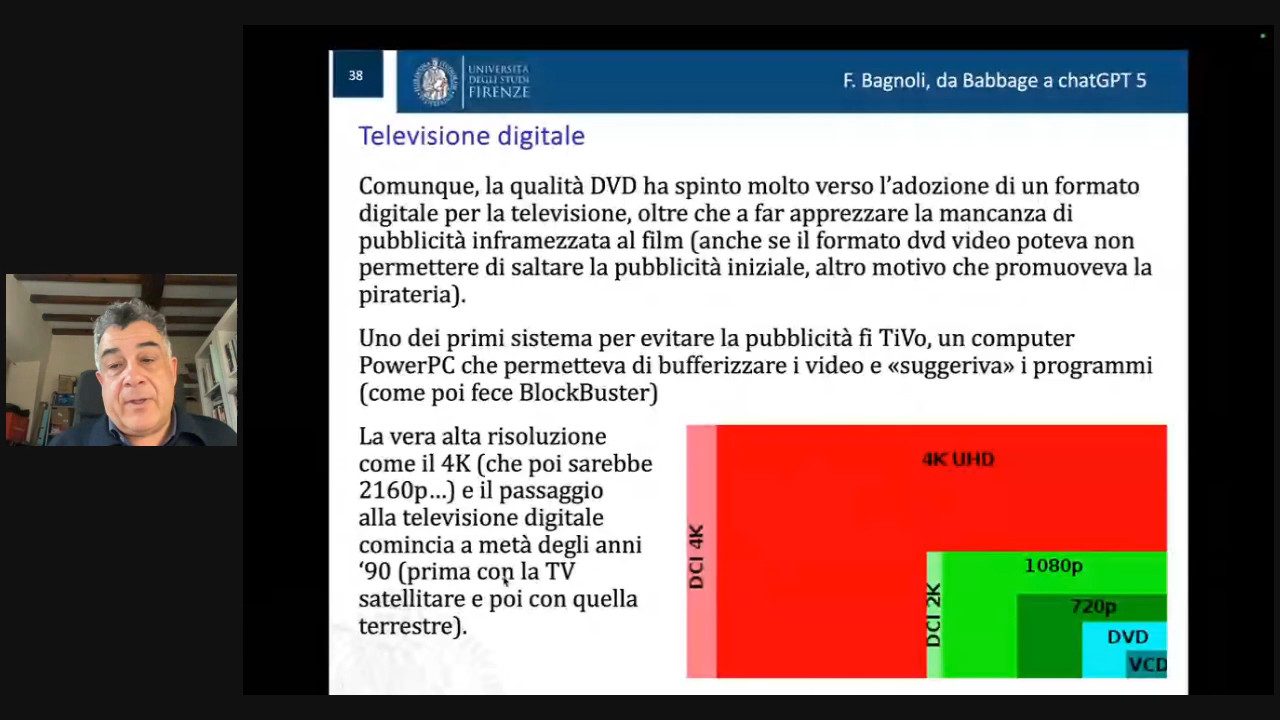 38
UNIVERSITÀ
DEGLI STUDI
FIRENZE
F. Bagnoli, da Babbage a chatGPT 5
Televisione digitale
Comunque, la qualità DVD ha spinto molto verso l'adozione di un formato
digitale per la televisione, oltre che a far apprezzare la mancanza di
pubblicità inframezzata al film (anche se il formato dvd video poteva non
permettere di saltare la pubblicità iniziale, altro motivo che promuoveva la
pirateria).
Uno dei primi sistema per evitare la pubblicità fi TiVo, un computer
PowerPC che permetteva di bufferizzare i video e «suggeriva» i programmi
(come poi fece BlockBuster)
La vera alta risoluzione
come il 4K (che poi sarebbe
2160p…) e il passaggio
alla televisione digitale
comincia a metà degli anni
‘90 (prima con la TV
satellitare e poi con quella
terrestre).
4K UHD
DCI 4K
1080p
DCI 2K
720p
DVD
VCD